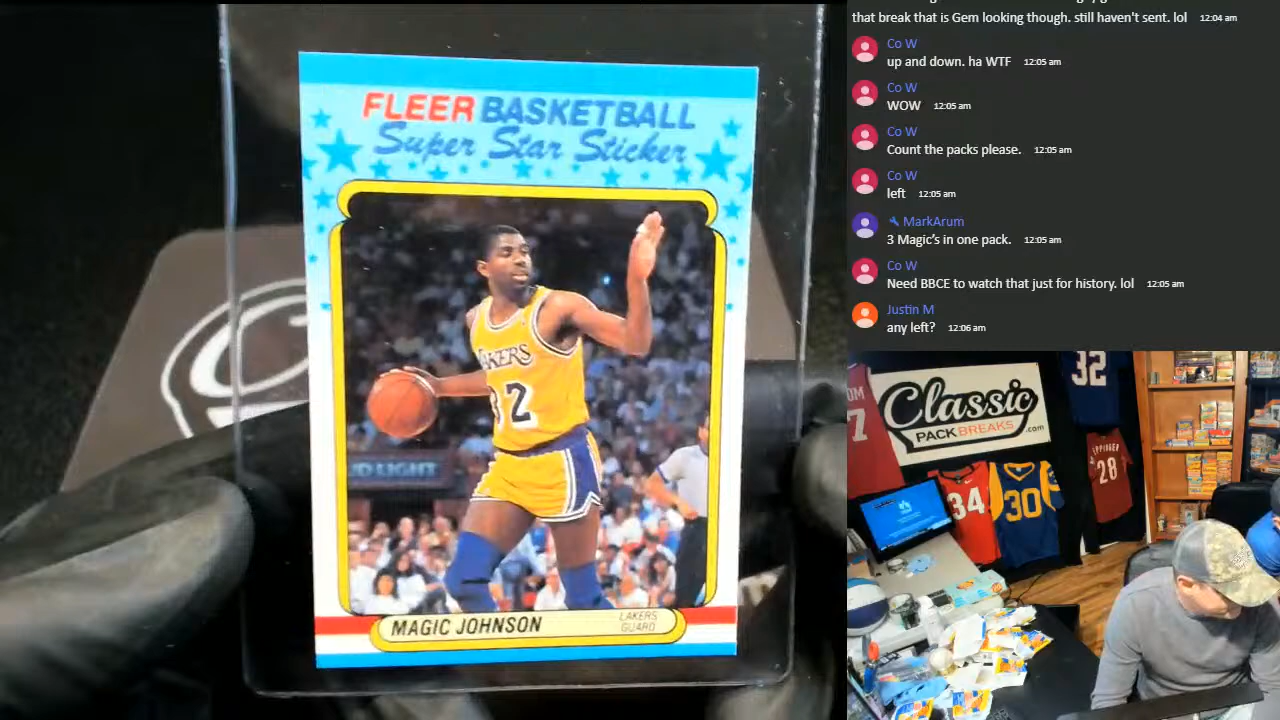 FLEER BASKETBALL
Super Star Sticker
LAKERS
32
BUD LIGHT
MAGIC JOHNSON
LAKERS
GUARD
that break that is Gem looking though. still haven't sent. lol 12:04 am
Co W
up and down. ha WTF 12:05 am
Co W
WOW 12:05 am
Co W
Count the packs please. 12:05 am
Co W
left 12:05 am
MarkArum
3 Magic's in one pack. 12:05 am
Co W
Need BBCE to watch that just for history. lol 12:05 am
Justin M
any left? 12:06 am
Classic
PACKBREAKS.com
32
7
34
30
28